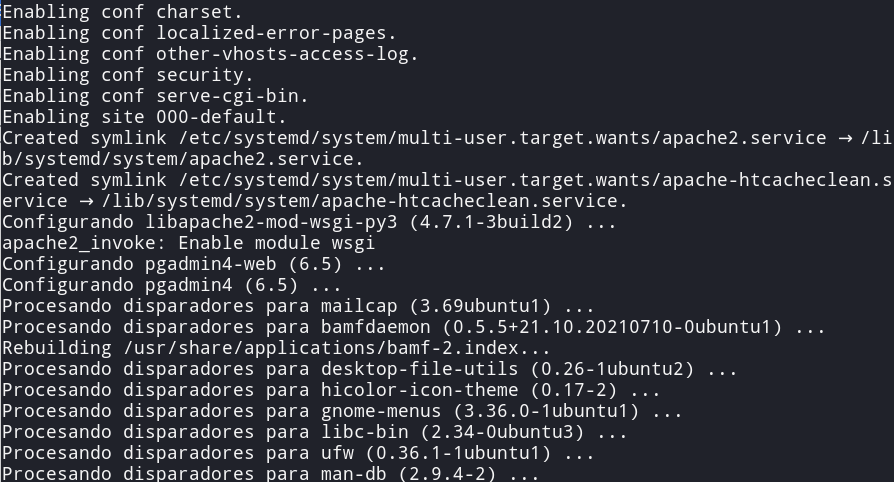 Enabling conf charset.
Enabling conf localized-error-pages.
Enabling conf other-vhosts-access-log.
Enabling conf security.
Enabling conf serve-cgi-bin.
Enabling site 000-default.
Created symlink /etc/systemd/system/multi-user.target.wants/apache2.service → /li
b/systemd/system/apache2.service.
Created symlink /etc/systemd/system/multi-user.target.wants/apache-htcacheclean.s
ervice → /lib/systemd/system/apache-htcacheclean.service.
Configurando libapache2-mod-wsgi-py3 (4.7.1-3build2) ...
apache2_invoke: Enable module wsgi
Configurando pgadmin4-web (6.5) ...
Configurando pgadmin4 (6.5) ...
Procesando disparadores para mailcap (3.69ubuntu1) ...
Procesando disparadores para bamfdaemon (0.5.5+21.10.20210710-0ubuntu1) ...
Rebuilding /usr/share/applications/bamf-2.index...
Procesando disparadores para desktop-file-utils (0.26-1ubuntu2) ...
Procesando disparadores para hicolor-icon-theme (0.17-2) ...
Procesando disparadores para gnome-menus (3.36.0-1ubuntu1) ...
Procesando disparadores para libc-bin (2.34-0ubuntu3) ...
Procesando disparadores para ufw (0.36.1-1ubuntu1) ...
Procesando disparadores para man-db (2.9.4-2) ...